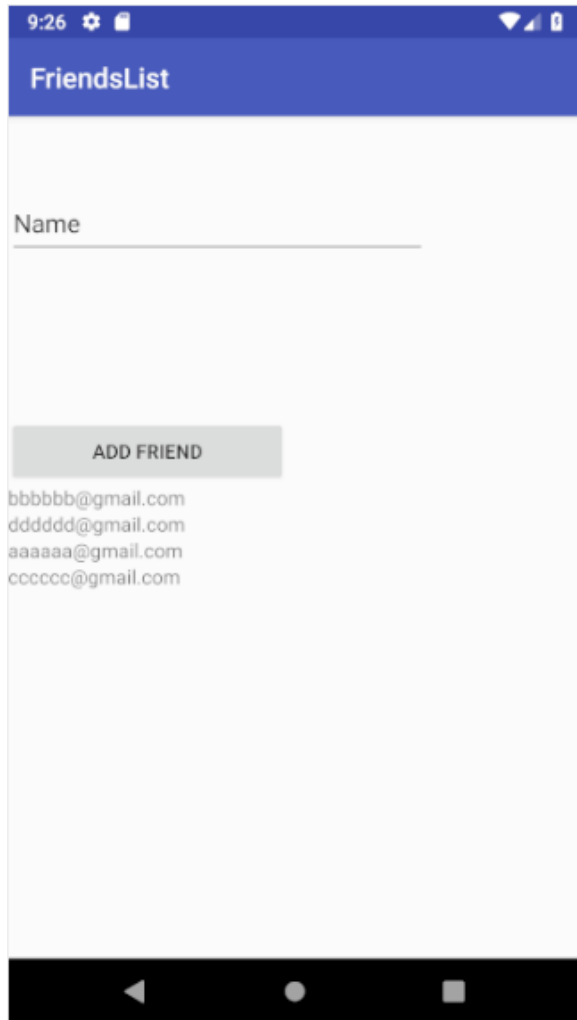 9:26
FriendsList
Name
ADD FRIEND
bbbbbb@gmail.com
dddddd@gmail.com
aaaaaa@gmail.com
cccccc@gmail.com